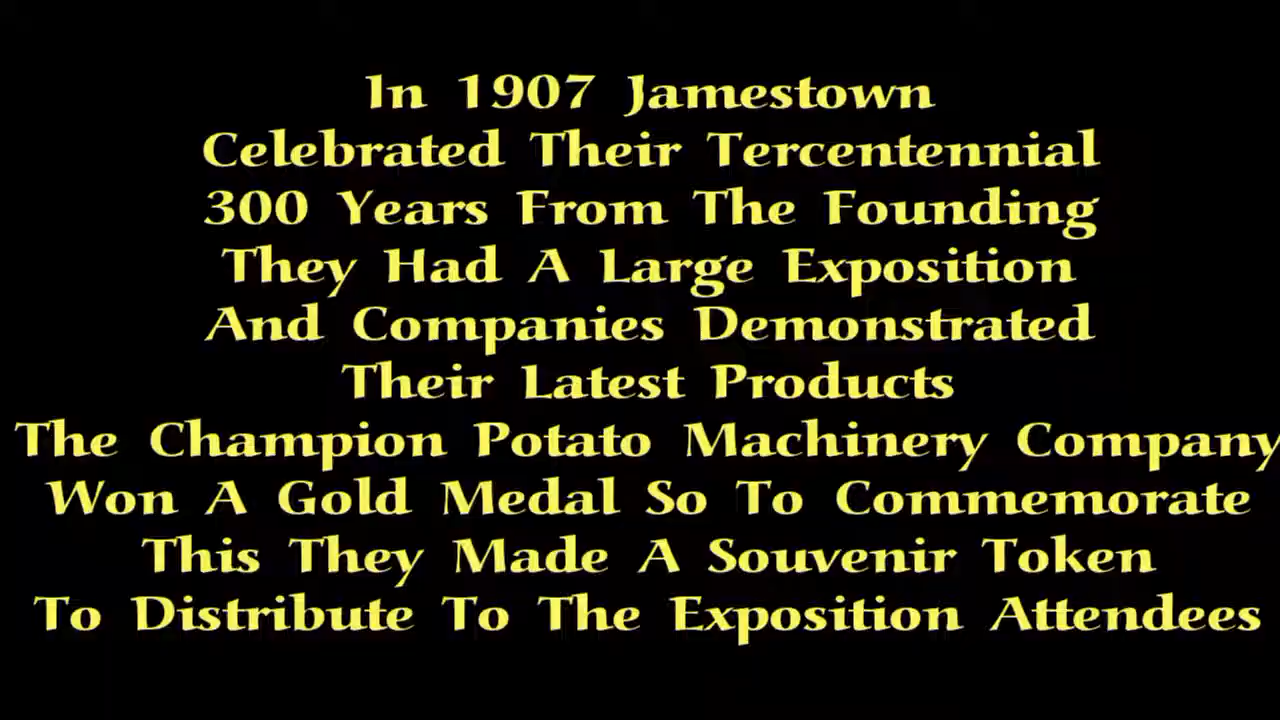 In 1907 Jamestown
Celebrated Their Tercentennial
300 Years From The Founding
They Had A Large Exposition
And Companies Demonstrated
Their Latest Products
The Champion Potato Machinery Company
Won A Gold Medal So To Commemorate
This They Made A Souvenir Token
To Distribute To The Exposition Attendees